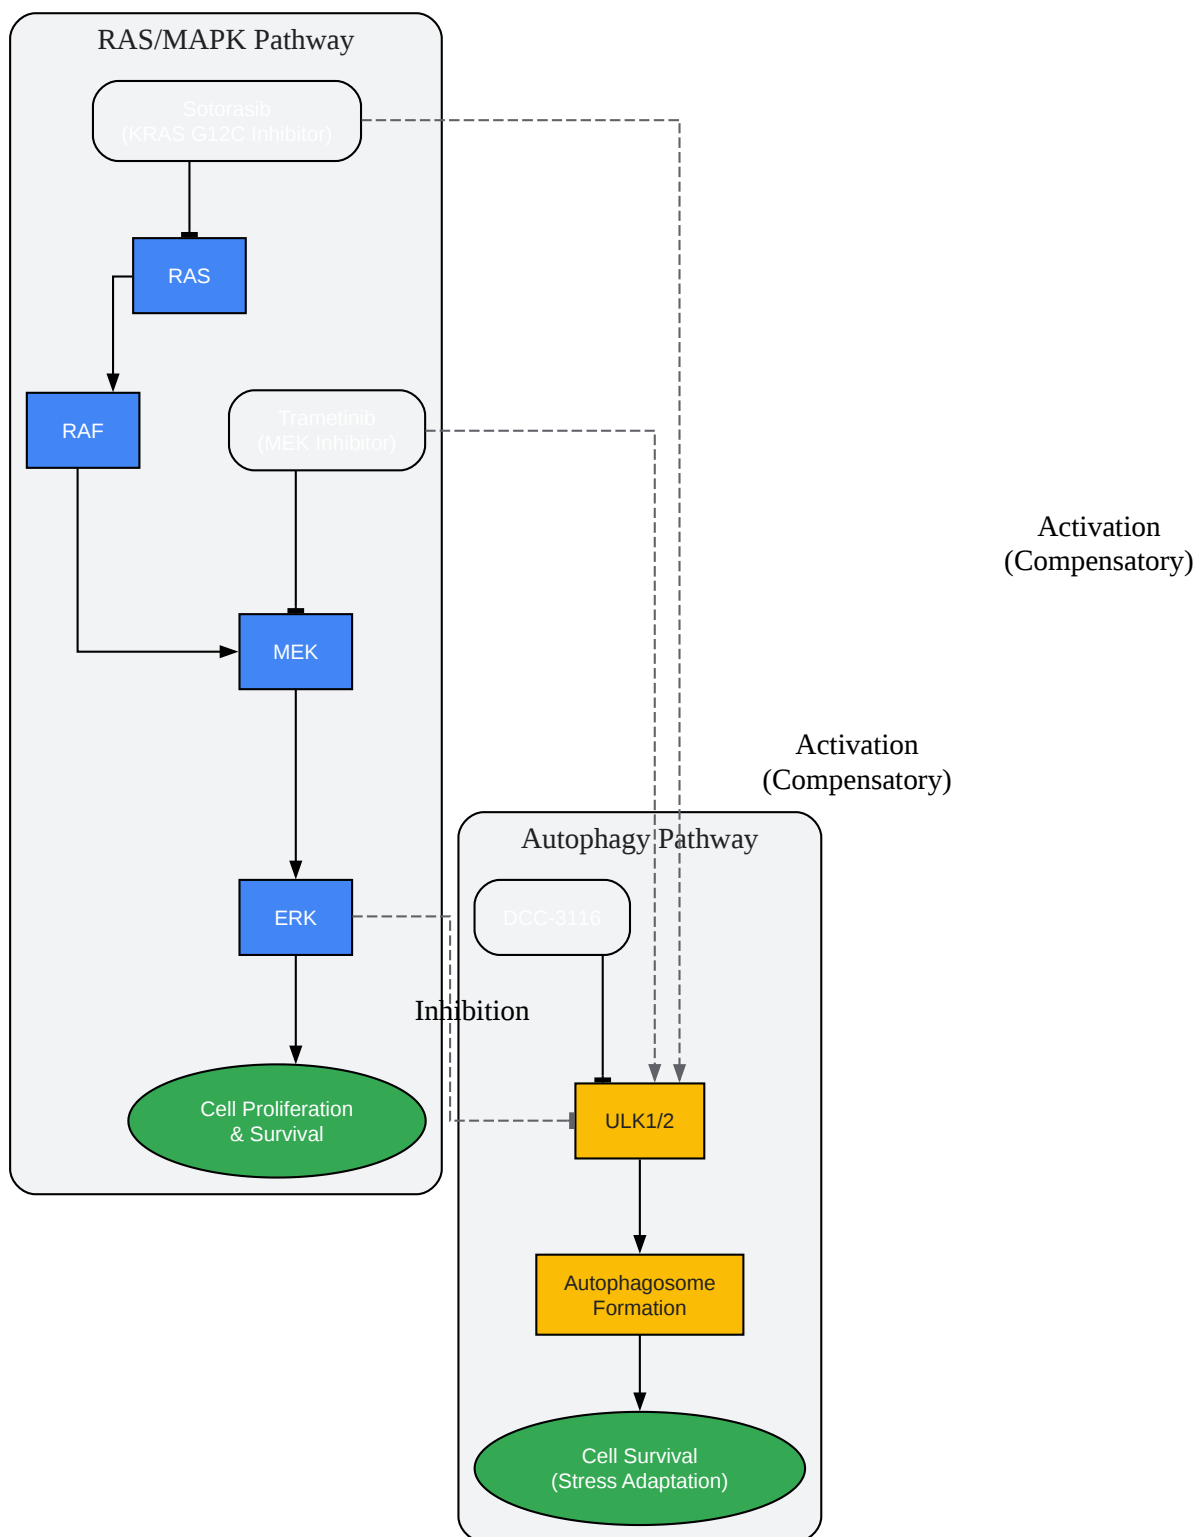 RAS/MAPK Pathway
Sotorasib
(KRAS G12C Inhibitor)
RAS
RAF
Trametinib
(MEK Inhibitor)
Activation
(Compensatory)
MEK
Activation
(Compensatory)
Autophagy Pathway
ERK
DCC-3116
Inhibition
Cell Proliferation
& Survival
ULK1/2
Autophagosome
Formation
Cell Survival
(Stress Adaptation)